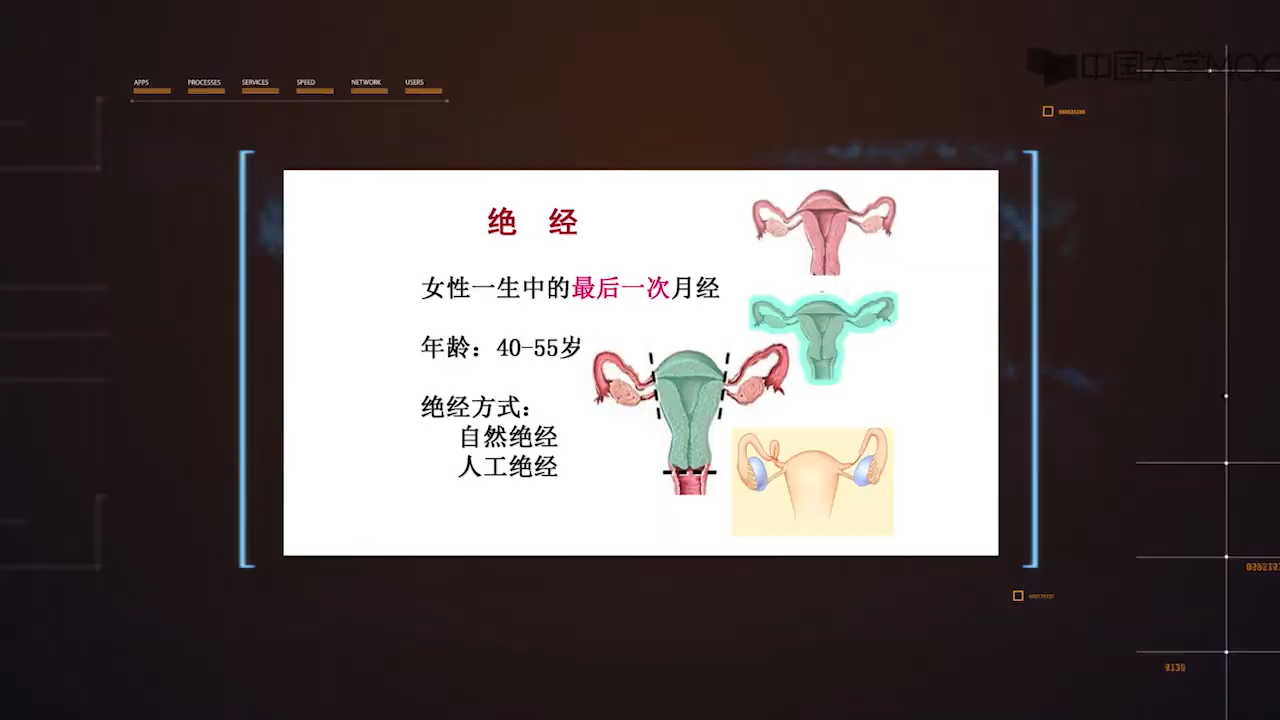 APPS PROCESSES SERVICES SPEED NETWORK USERS
中国大学MOO
绝 经
女性一生中的最后一次月经
年龄：40-55岁
绝经方式：
自然绝经
人工绝经